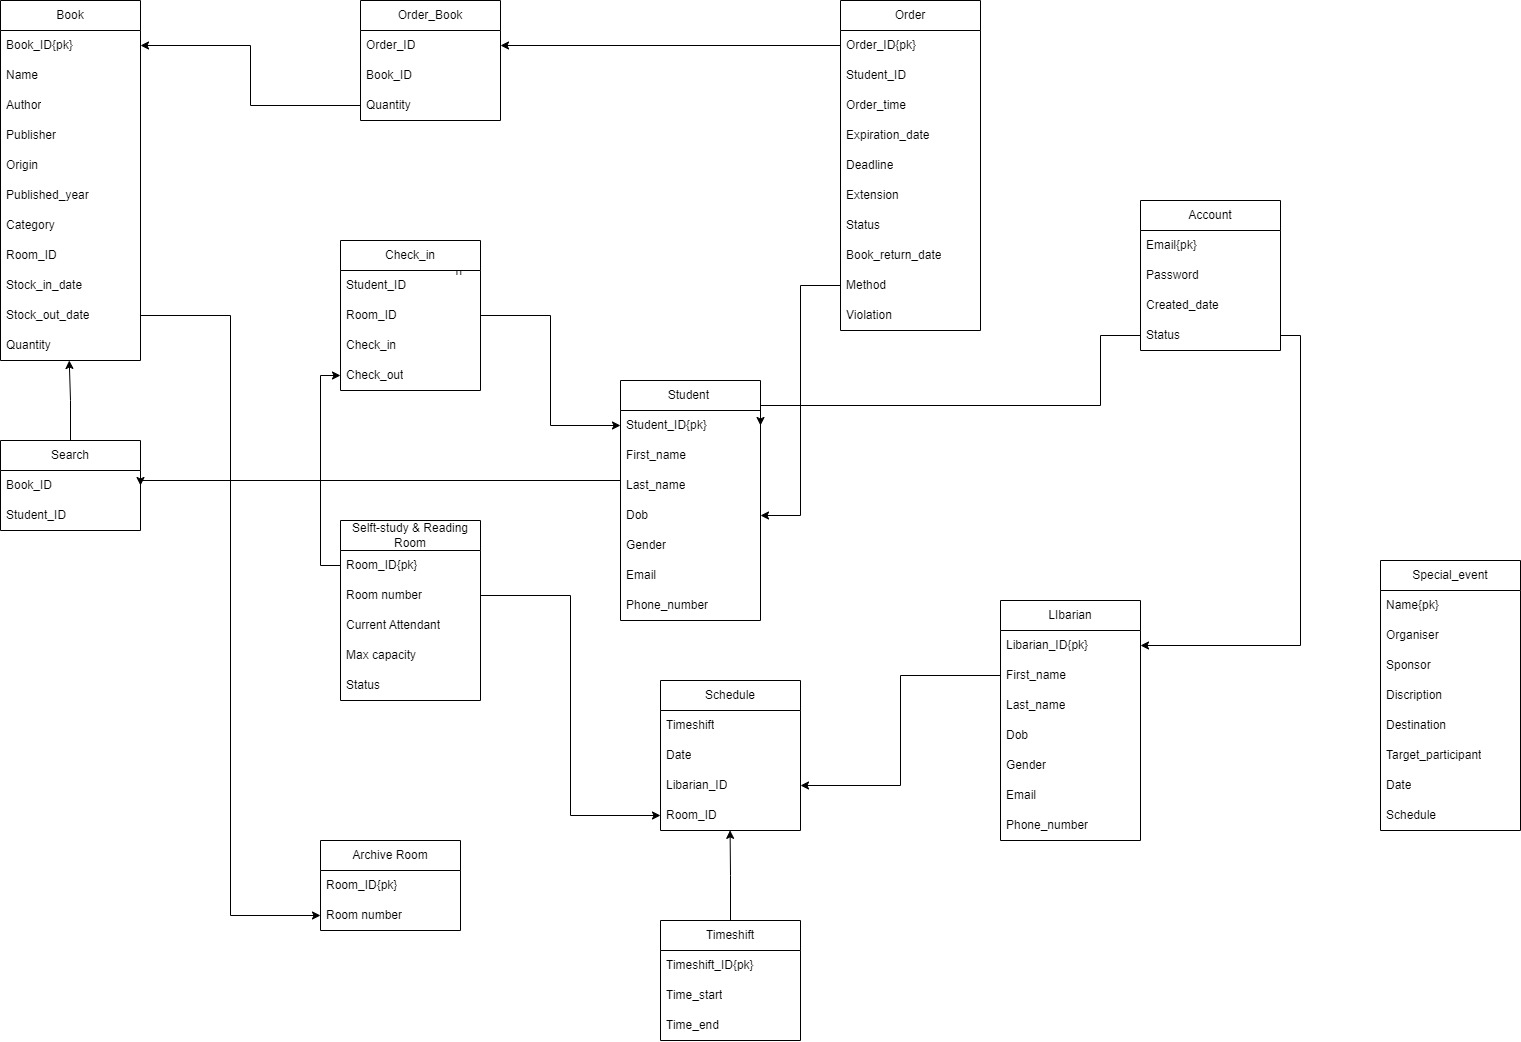 Book
Book_ID{pk}
Name
Author
Publisher
Origin
Published_year
Category
Room_ID
Stock_in_date
Stock_out_date
Quantity
Order_Book
Order_ID
Book_ID
Quantity
Order
Order_ID{pk}
Student_ID
Order_time
Expiration_date
Deadline
Extension
Status
Book_return_date
Method
Violation
Account
Email{pk}
Password
Created_date
Status
Check_in
Student_ID
Room_ID
Check_in
Check_out
Student
Student_ID{pk}
First_name
Last_name
Dob
Gender
Email
Phone_number
Search
Book_ID
Student_ID
Selft-study & Reading
Room
Room_ID{pk}
Room number
Current Attendant
Max capacity
Status
Special_event
Name{pk}
Organiser
Sponsor
Discription
Destination
Target_participant
Date
Schedule
LIbarian
Libarian_ID{pk}
First_name
Last_name
Dob
Gender
Email
Phone_number
Schedule
Timeshift
Date
Libarian_ID
Room_ID
Archive Room
Room_ID{pk}
Room number
Timeshift
Timeshift_ID{pk}
Time_start
Time_end